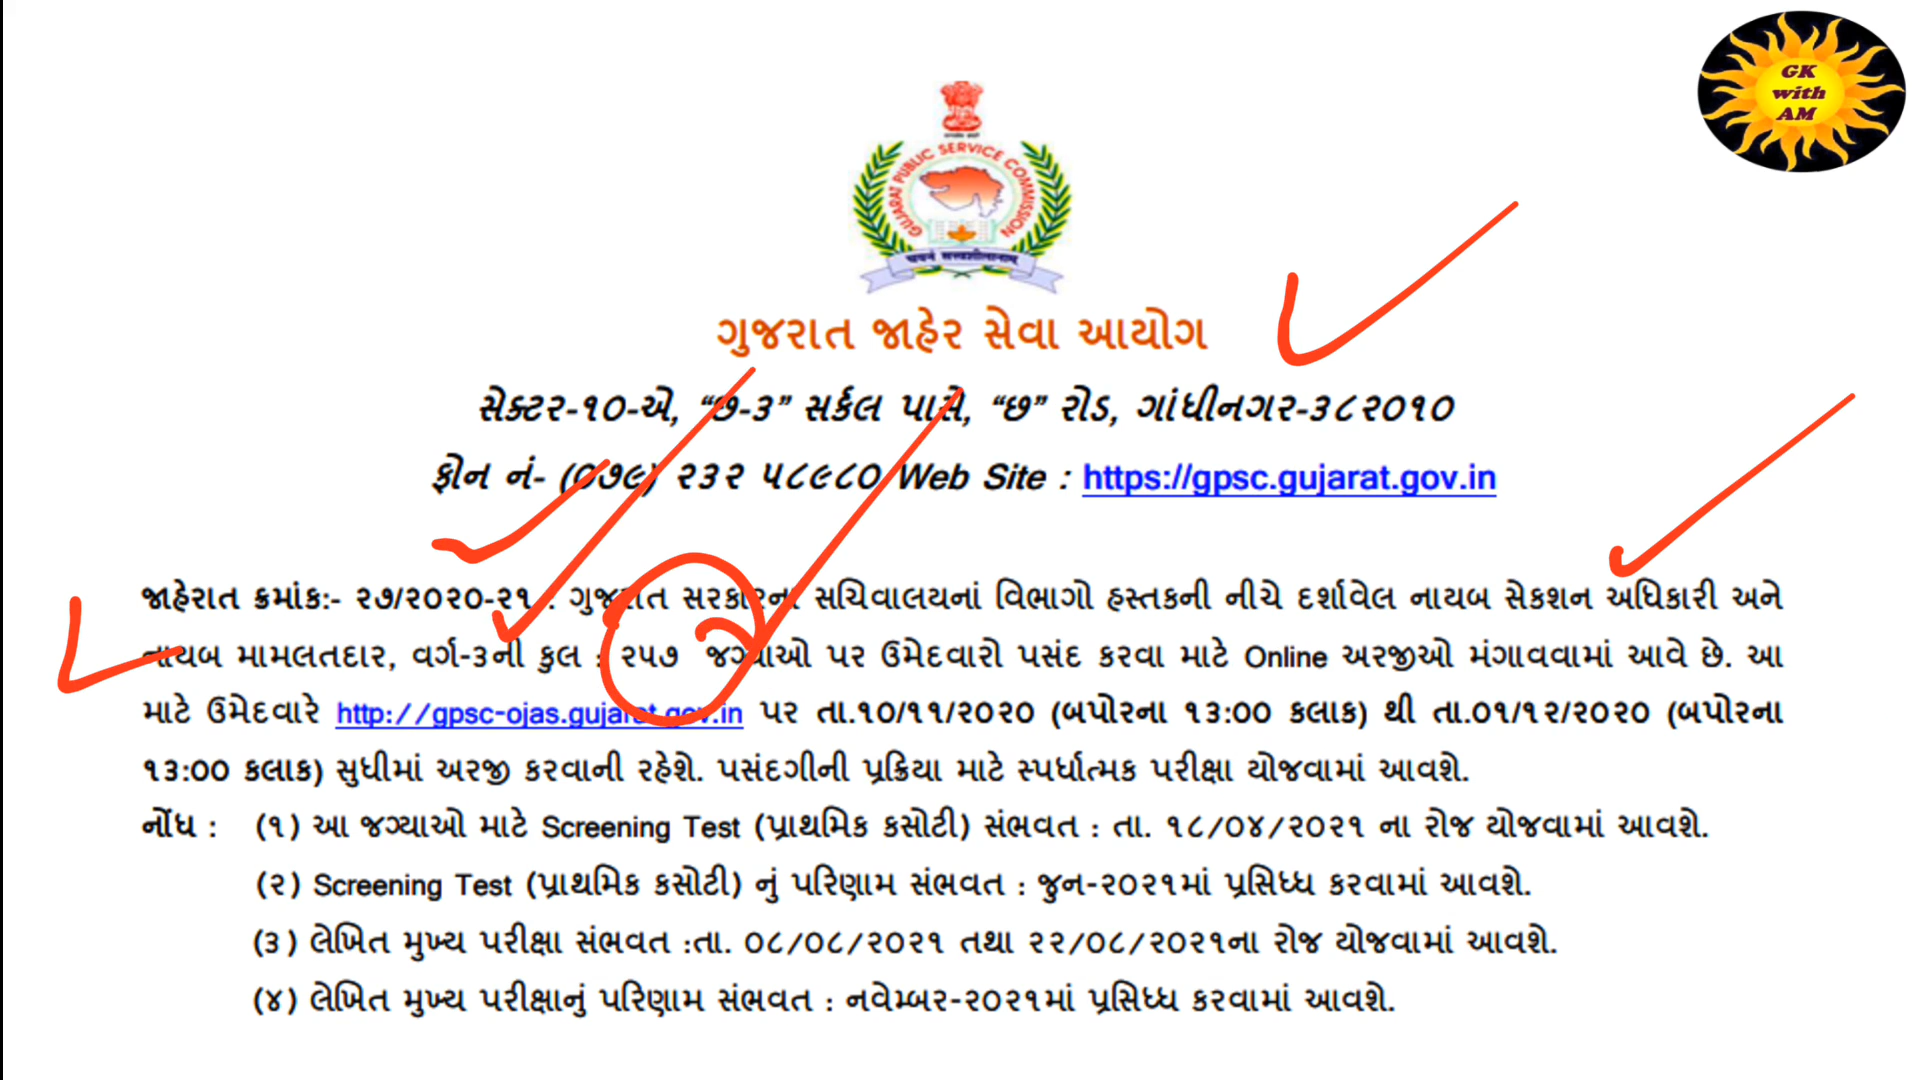 GK
with
AM
GUJARAT PUBLIC SERVICE COMMISSION
ગુજરાત જાહેર સેવા આયોગ
સેક્ટર-૧૦-એ, “છ-૩” સર્કલ પાસે, “છ” રોડ, ગાંધીનગર-૩૮૨૦૧૦
ફોન નં- (૦૭૯) ૨૩૨ ૫૮૯૮૦ Web Site : https://gpsc.gujarat.gov.in
જાહેરાત ક્રમાંક:- ૨૭/૨૦૨૦-૨૧ : ગુજરાત સરકારના સચિવાલયનાં વિભાગો હસ્તકની નીચે દર્શાવેલ નાયબ સેકશન અધિકારી અને
નાયબ મામલતદાર, વર્ગ-૩ની કુલ : ૨૫૭ જગ્યાઓ પર ઉમેદવારો પસંદ કરવા માટે Online અરજીઓ મંગાવવામાં આવે છે. આ
માટે ઉમેદવારે http://gpsc-ojas.gujarat.gov.in પર તા.૧૦/૧૧/૨૦૨૦ (બપોરના ૧૩:૦૦ કલાક) થી તા.૦૧/૧૨/૨૦૨૦ (બપોરના
૧૩:૦૦ કલાક) સુધીમાં અરજી કરવાની રહેશે. પસંદગીની પ્રક્રિયા માટે સ્પર્ધાત્મક પરીક્ષા યોજવામાં આવશે.
નોંધ : (૧) આ જગ્યાઓ માટે Screening Test (પ્રાથમિક કસોટી) સંભવત : તા. ૧૮/૦૪/૨૦૨૧ ના રોજ યોજવામાં આવશે.
(૨) Screening Test (પ્રાથમિક કસોટી) નું પરિણામ સંભવત : જુન-૨૦૨૧માં પ્રસિધ્ધ કરવામાં આવશે.
(૩) લેખિત મુખ્ય પરીક્ષા સંભવત :તા. ૦૮/૦૮/૨૦૨૧ તથા ૨૨/૦૮/૨૦૨૧ના રોજ યોજવામાં આવશે.
(૪) લેખિત મુખ્ય પરીક્ષાનું પરિણામ સંભવત : નવેમ્બર-૨૦૨૧માં પ્રસિધ્ધ કરવામાં આવશે.